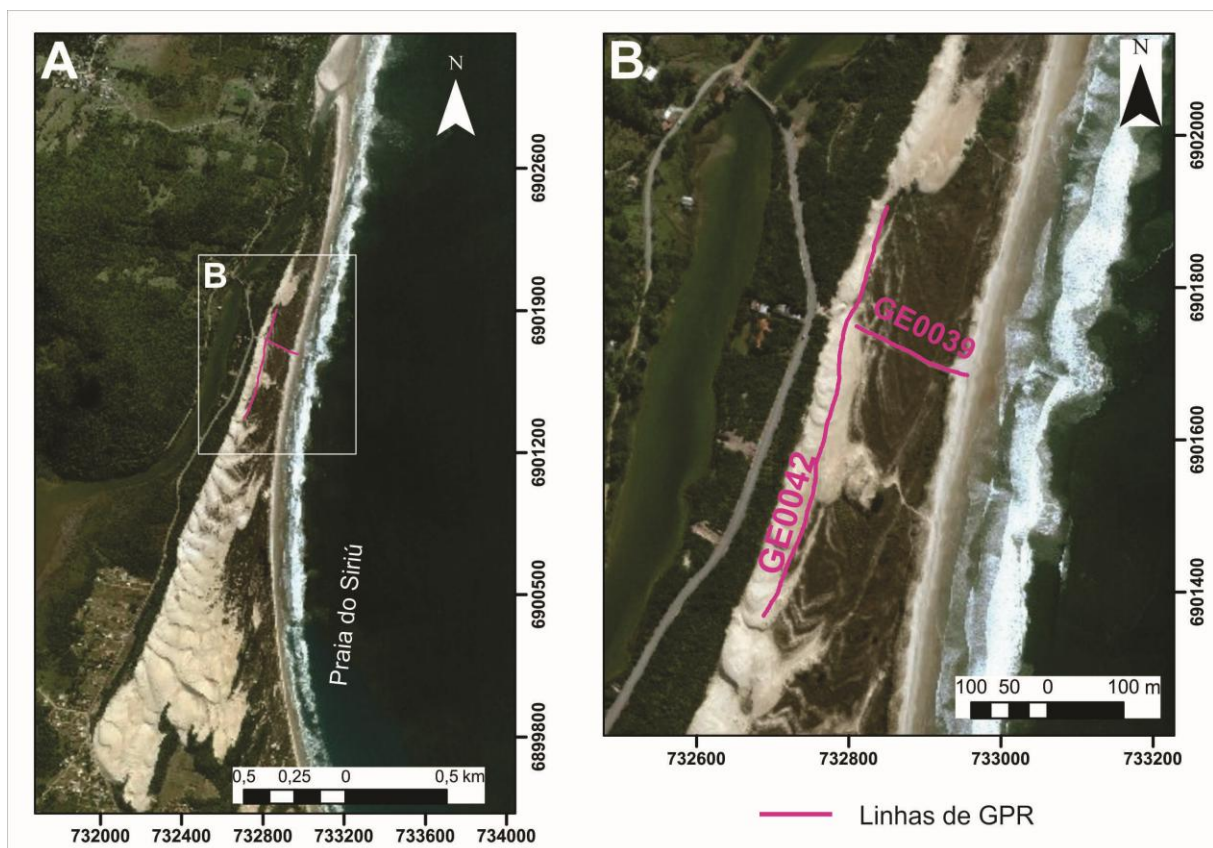 A
N
B
Praia do Siriú
0,5 0,25 0 0,5 km
6902600
6901900
6901200
6900500
6899800
732000 732400 732800 733200 733600 734000
B
N
GE0039
GE0042
100 50 0 100 m
6902000
6901800
6901600
6901400
732600 732800 733000 733200
Linhas de GPR